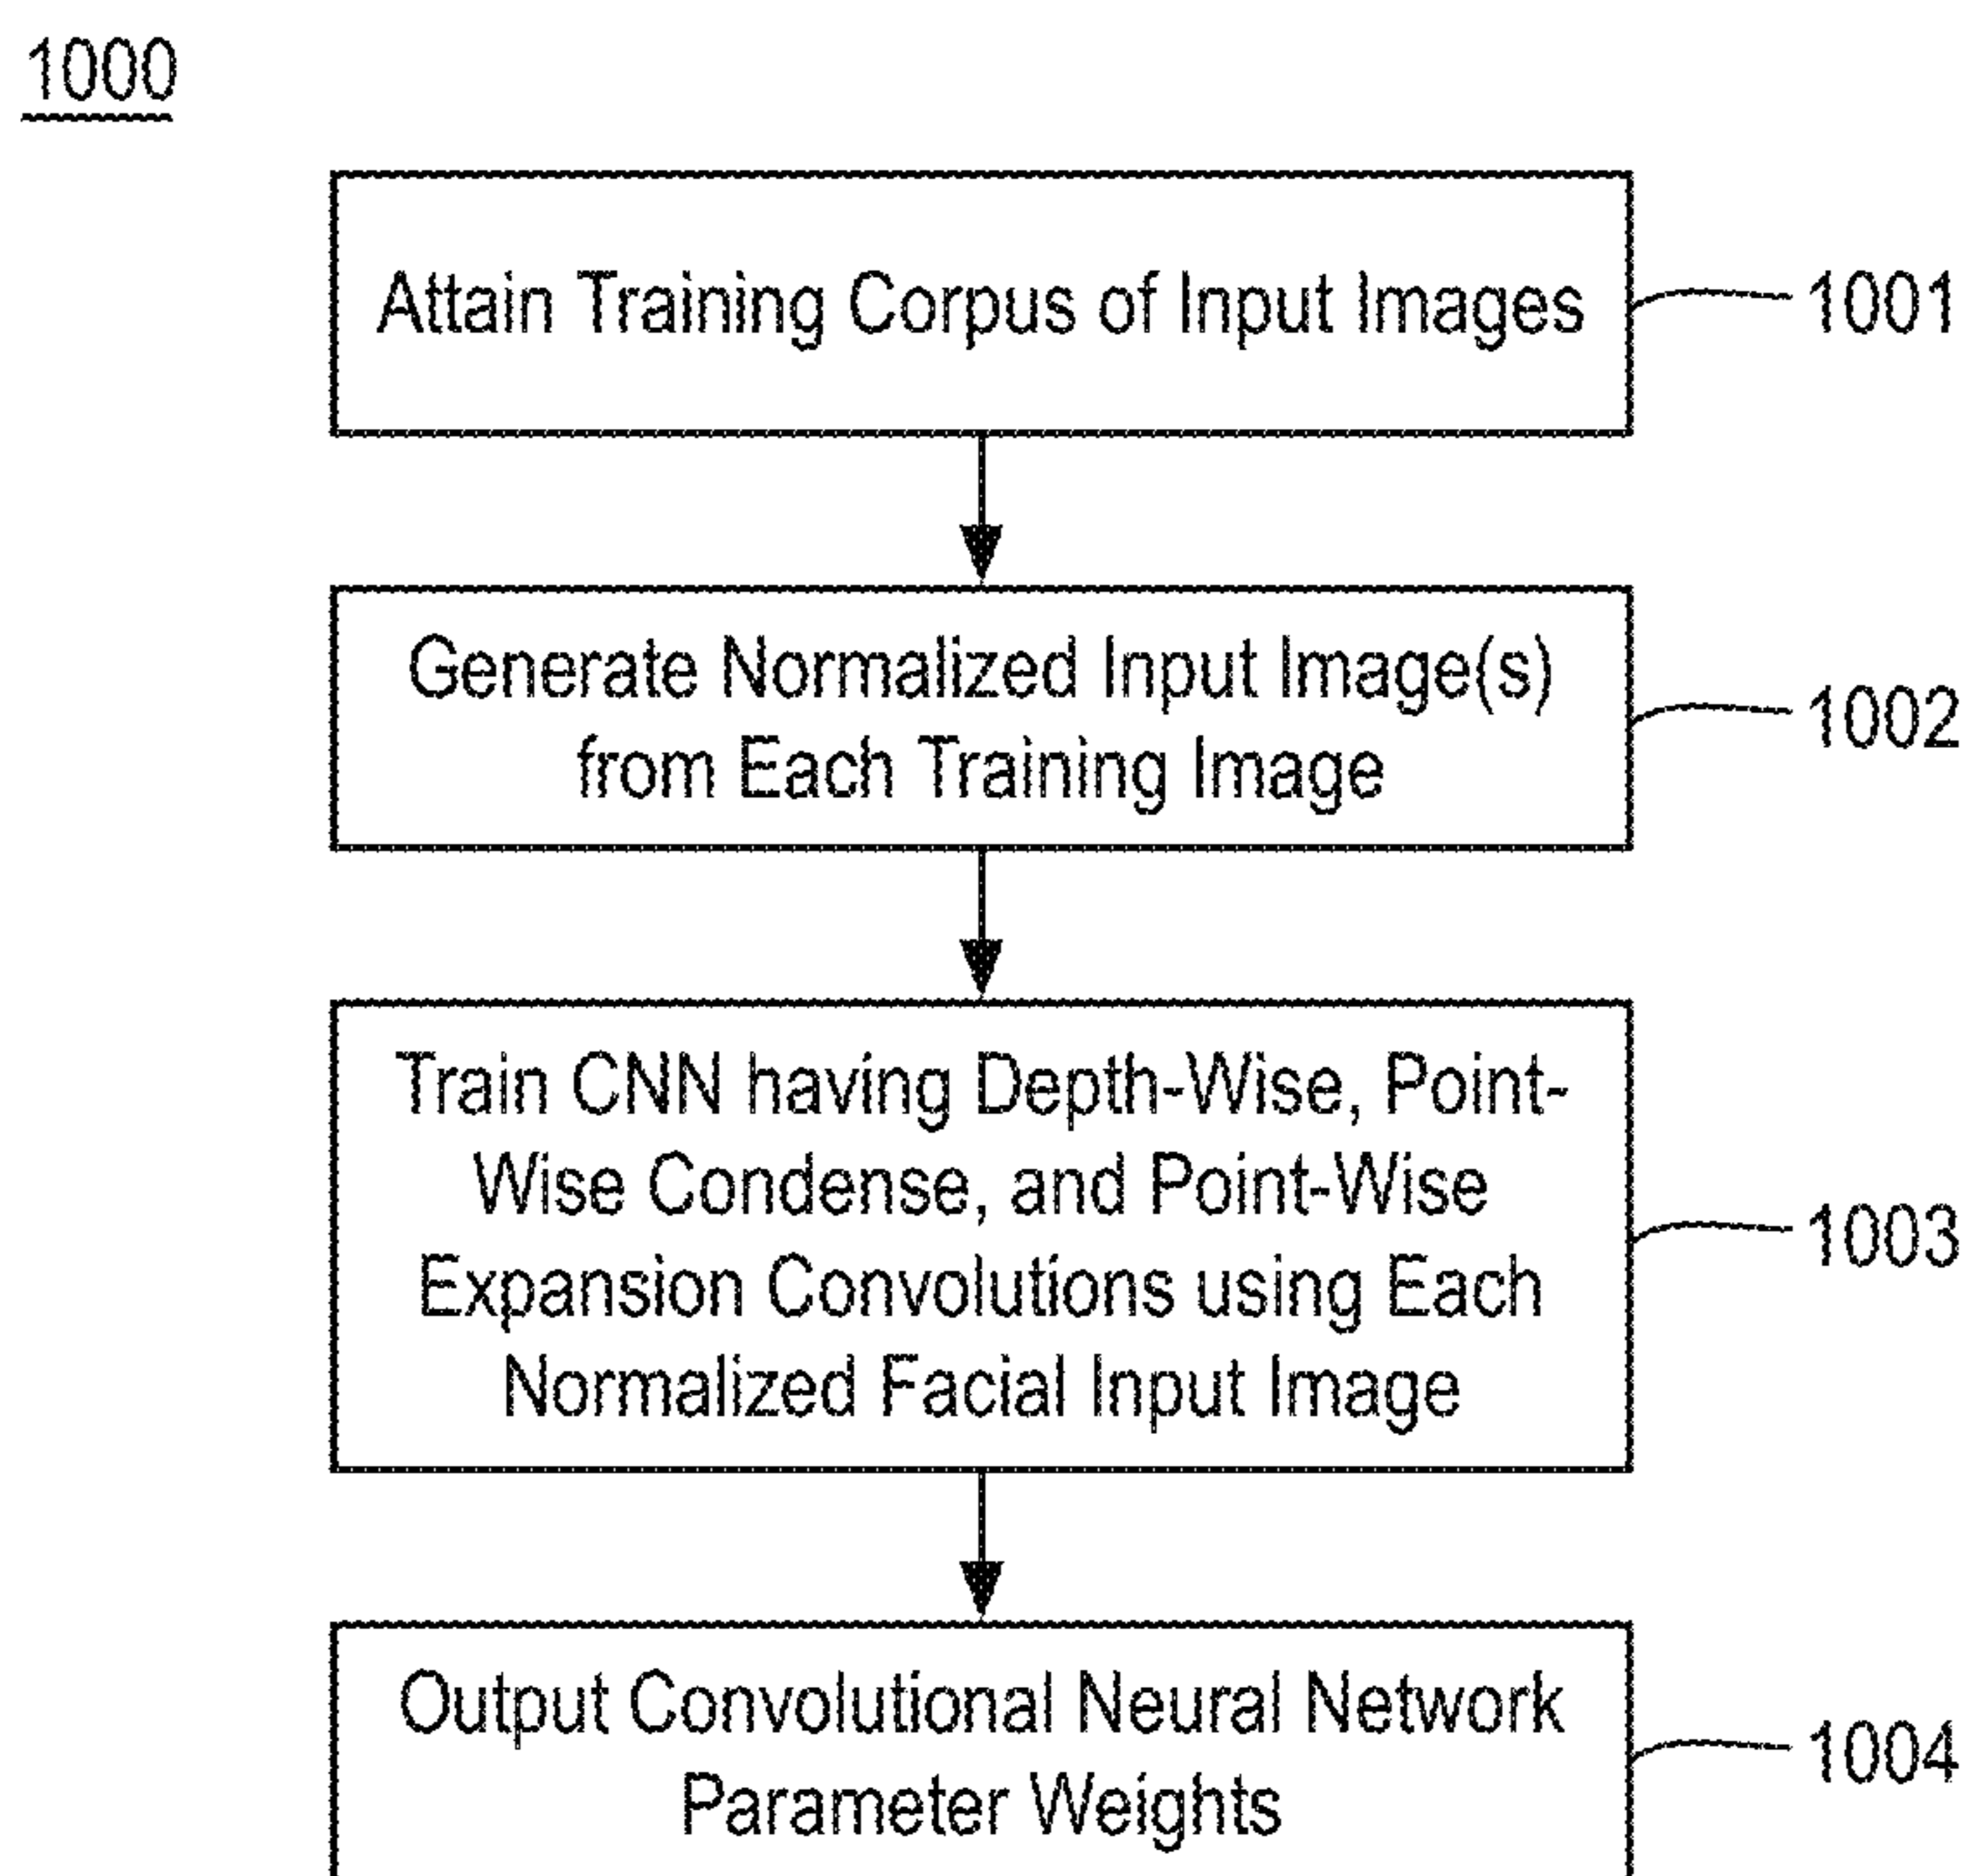 1000
Attain Training Corpus of Input Images
1001
Generate Normalized Input Image(s)
from Each Training Image
1002
Train CNN having Depth-Wise, Point-
Wise Condense, and Point-Wise
Expansion Convolutions using Each
Normalized Facial Input Image
1003
Output Convolutional Neural Network
Parameter Weights
1004